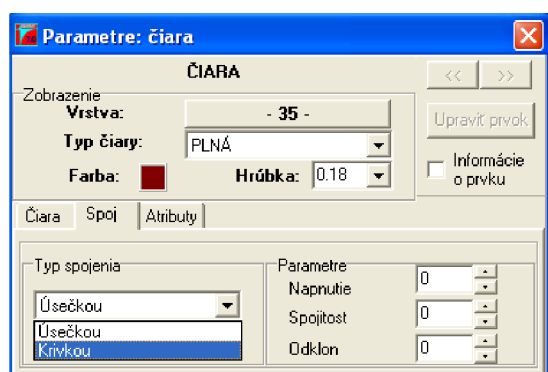 Parametre: čiara
ČIARA
<< >>
Zobrazenie
Vrstva: - 35 -
Upraviť prvok
Typ čiary: PLNÁ
Informácie
o prvku
Farba: Hrúbka: 0.18
Čiara Spoj Atribúty
Typ spojenia
Úsečkou
Úsečkou
Krivkou
Parametre
Napnutie 0
Spojitost 0
Odklon 0